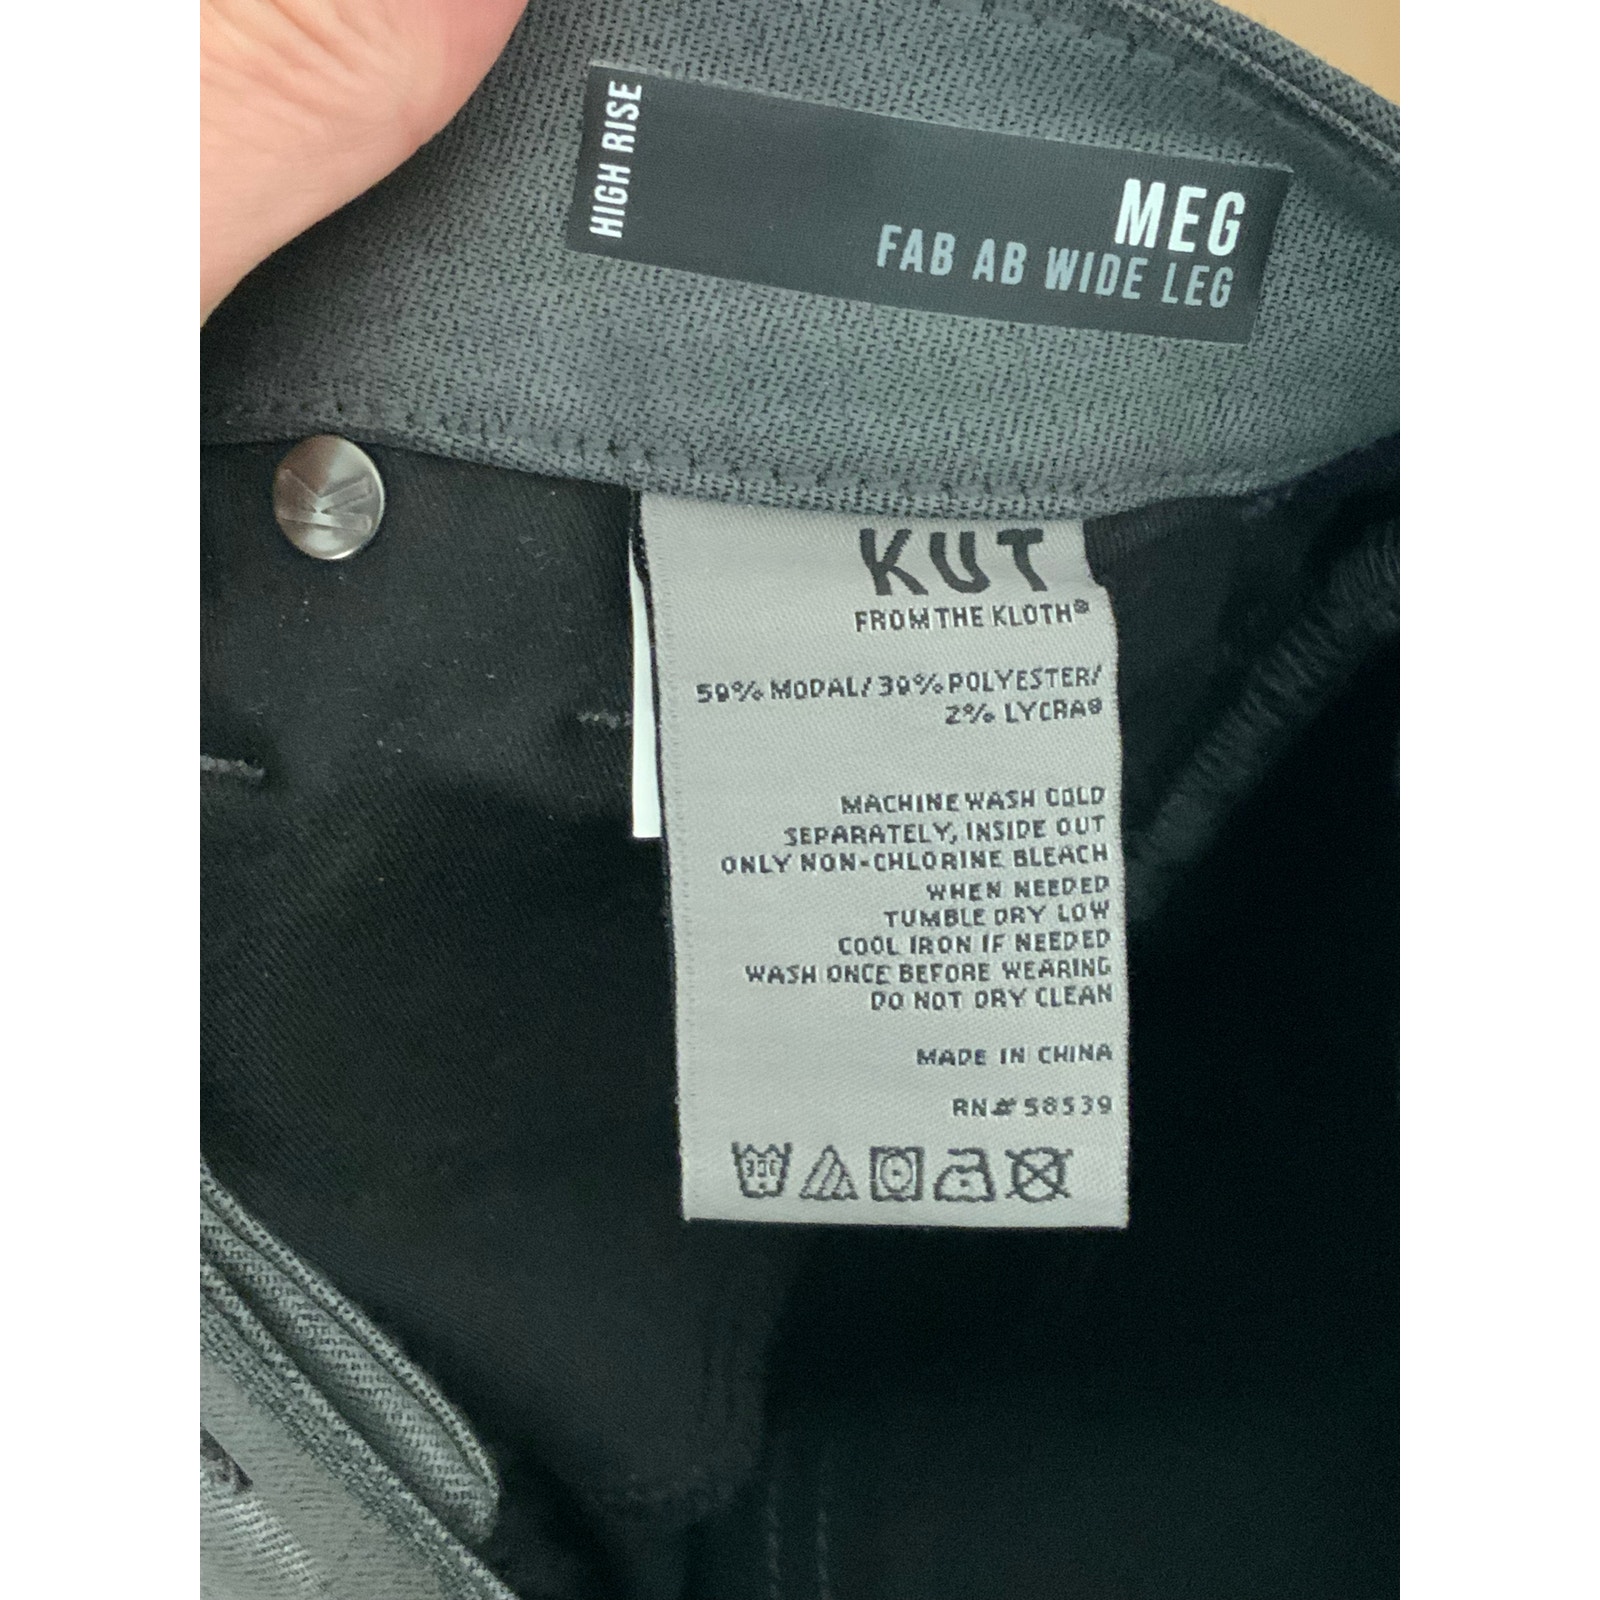 HIGH RISE
MEG
FAB AB WIDE LEG
KUT
FROM THE KLOTH®
59% MODAL/ 39% POLYESTER/
2% LYCRA®
MACHINE WASH COLD
SEPARATELY, INSIDE OUT
ONLY NON-CHLORINE BLEACH
WHEN NEEDED
TUMBLE DRY LOW
COOL IRON IF NEEDED
WASH ONCE BEFORE WEARING
DO NOT DRY CLEAN
MADE IN CHINA
RN# 58539